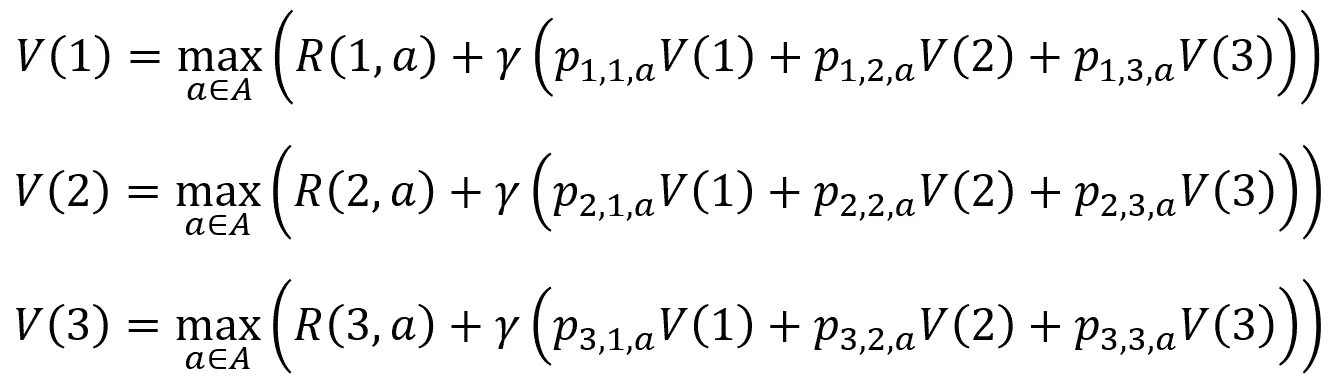 V(1) = max_{a∈A} ( R(1, a) + γ ( p_{1,1,a}V(1) + p_{1,2,a}V(2) + p_{1,3,a}V(3) ) )
V(2) = max_{a∈A} ( R(2, a) + γ ( p_{2,1,a}V(1) + p_{2,2,a}V(2) + p_{2,3,a}V(3) ) )
V(3) = max_{a∈A} ( R(3, a) + γ ( p_{3,1,a}V(1) + p_{3,2,a}V(2) + p_{3,3,a}V(3) ) )